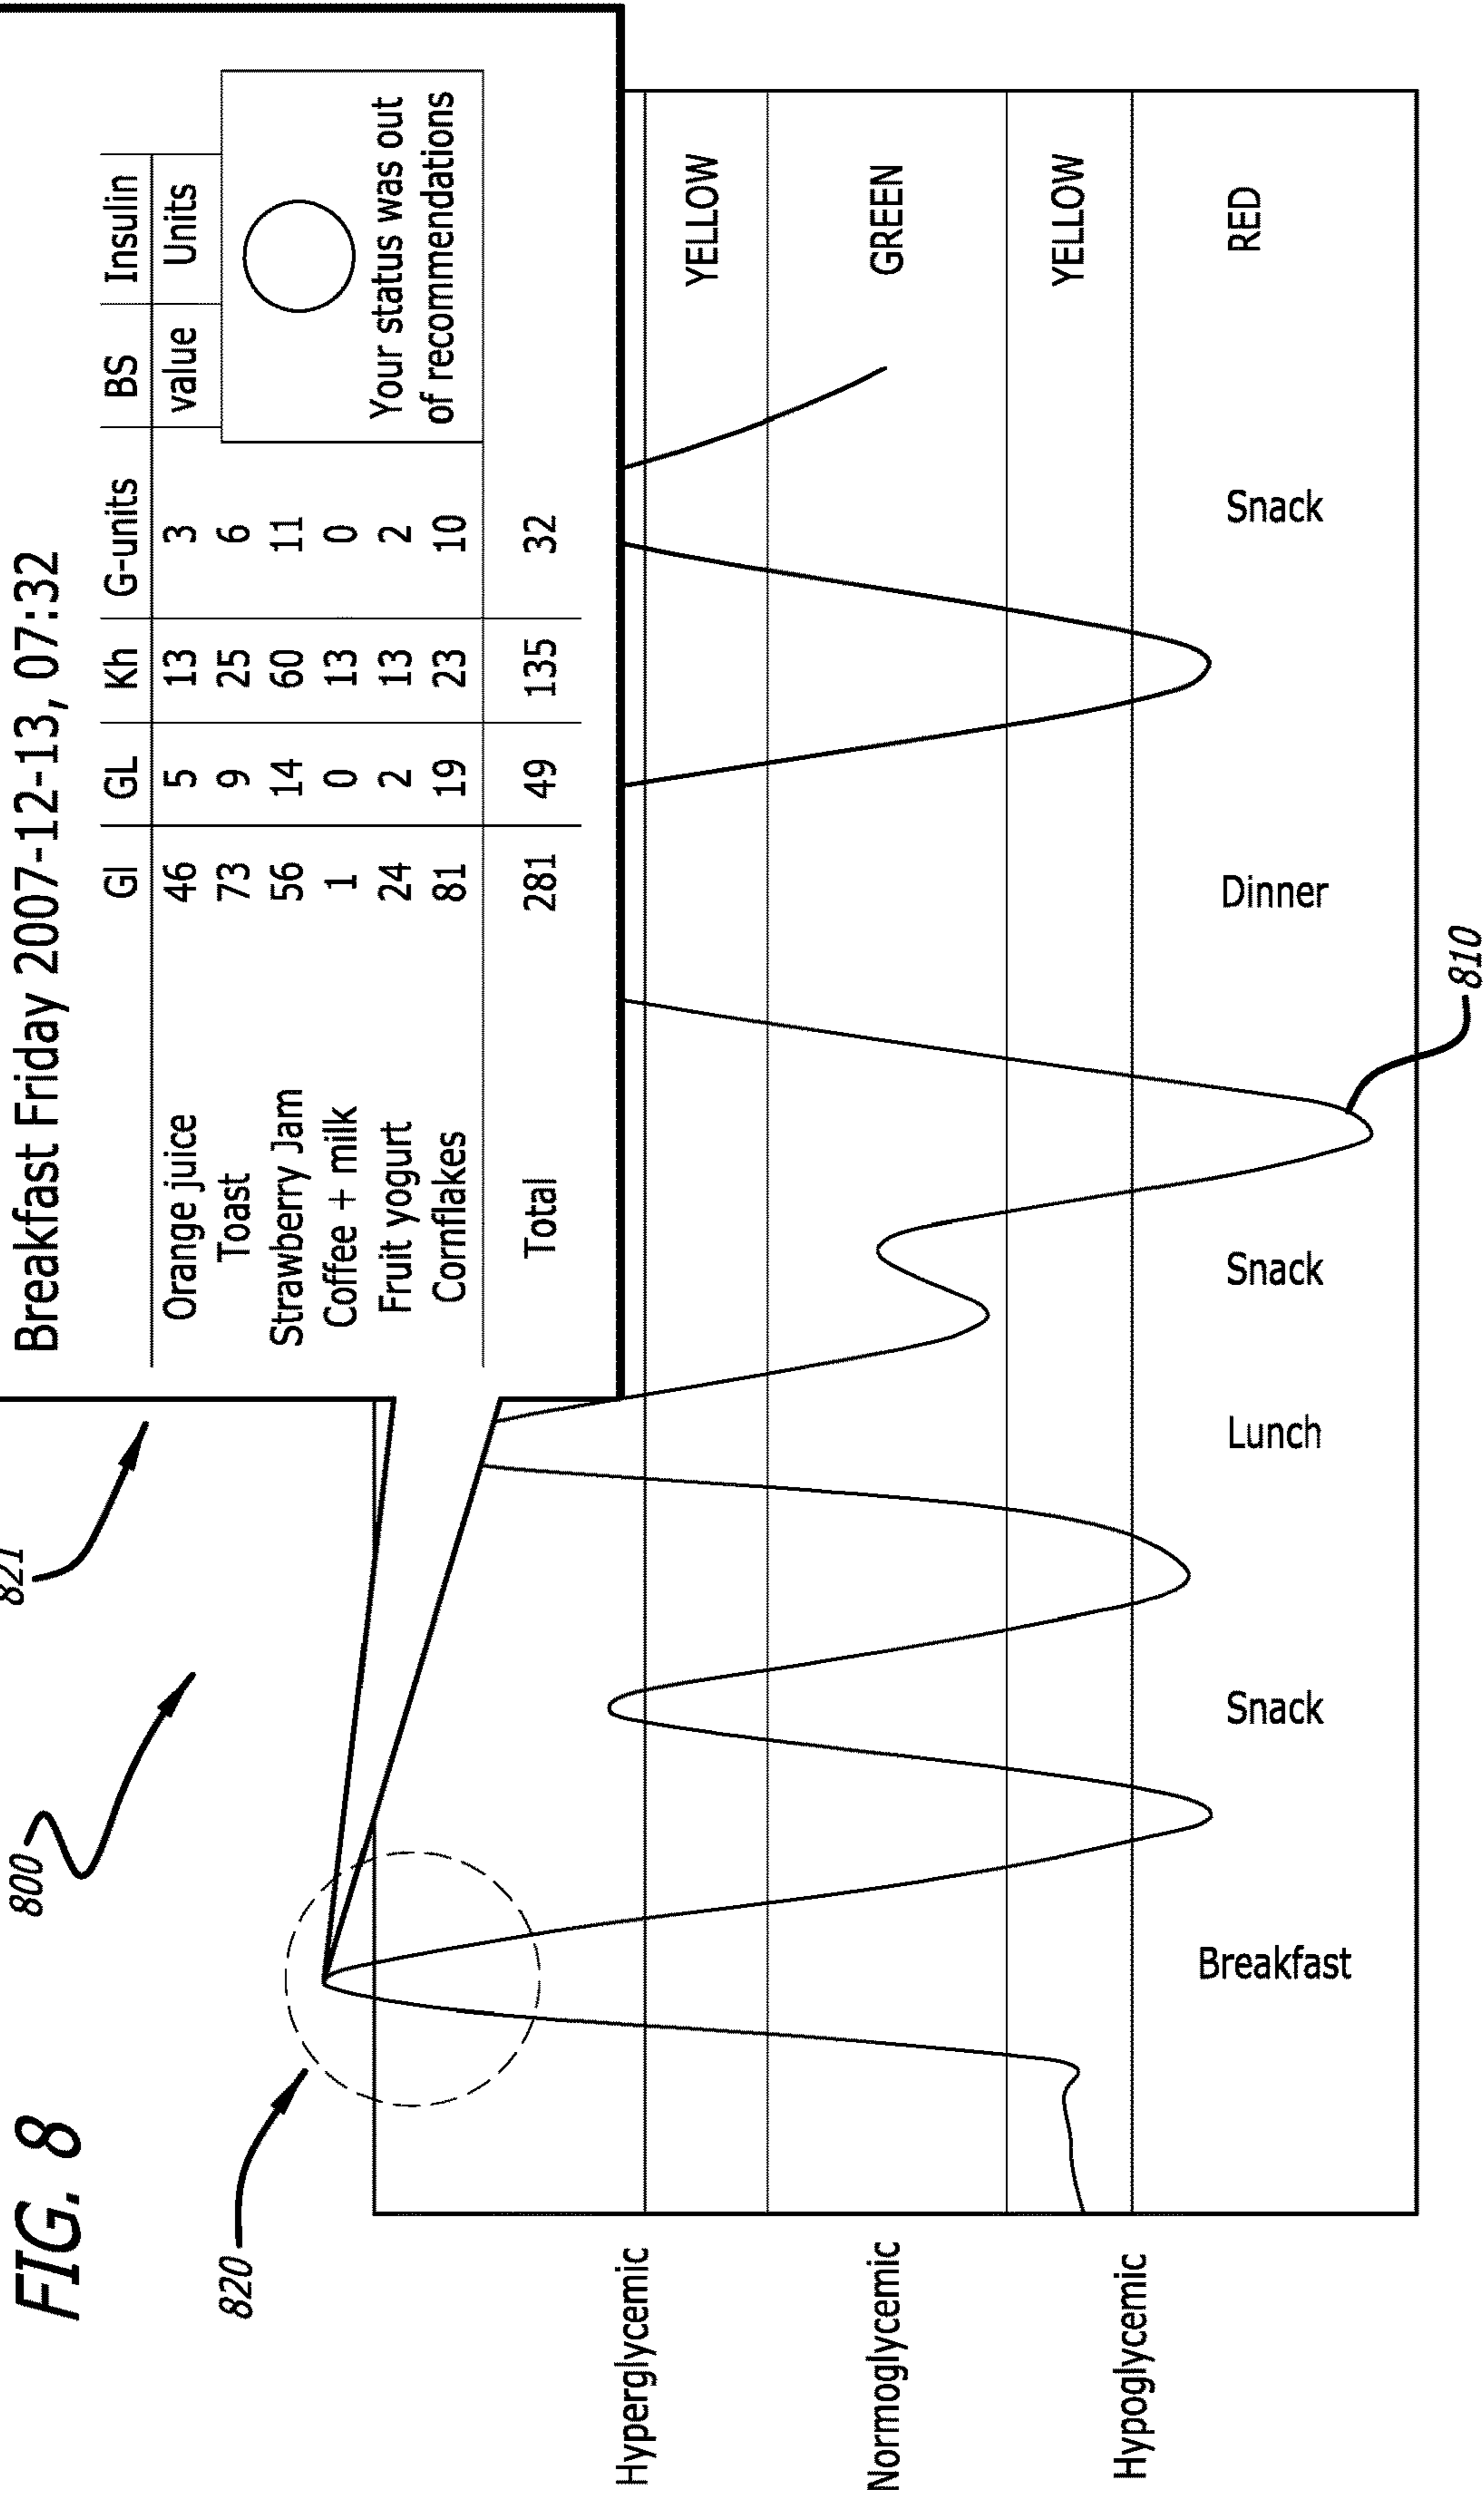 FIG. 8
800
821
820
Breakfast Friday 2007-12-13, 07:32
GI GL Kh G-units BS Insulin
value Units
Orange juice 46 5 13 3
Toast 73 9 25 6
Strawberry Jam 56 14 60 11
Coffee + milk 1 0 13 0
Fruit yogurt 24 2 13 2
Cornflakes 81 19 23 10
Total 281 49 135 32
Your status was out
of recommendations
Hyperglycemic
YELLOW
Normoglycemic
GREEN
YELLOW
Hypoglycemic
RED
Breakfast Snack Lunch Snack Dinner Snack
810